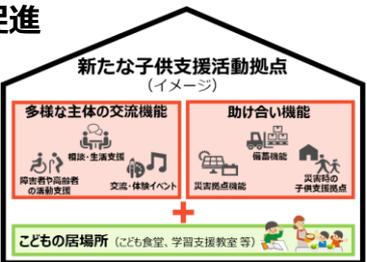 促進
新たな子供支援活動拠点
（イメージ）
多様な主体の交流機能
助け合い機能
相談・生活支援
障害者や高齢者
の活動支援
交流・体験イベント
備蓄機能
災害拠点機能
災害時の
子供支援拠点
＋
こどもの居場所（こども食堂、学習支援教室 等）